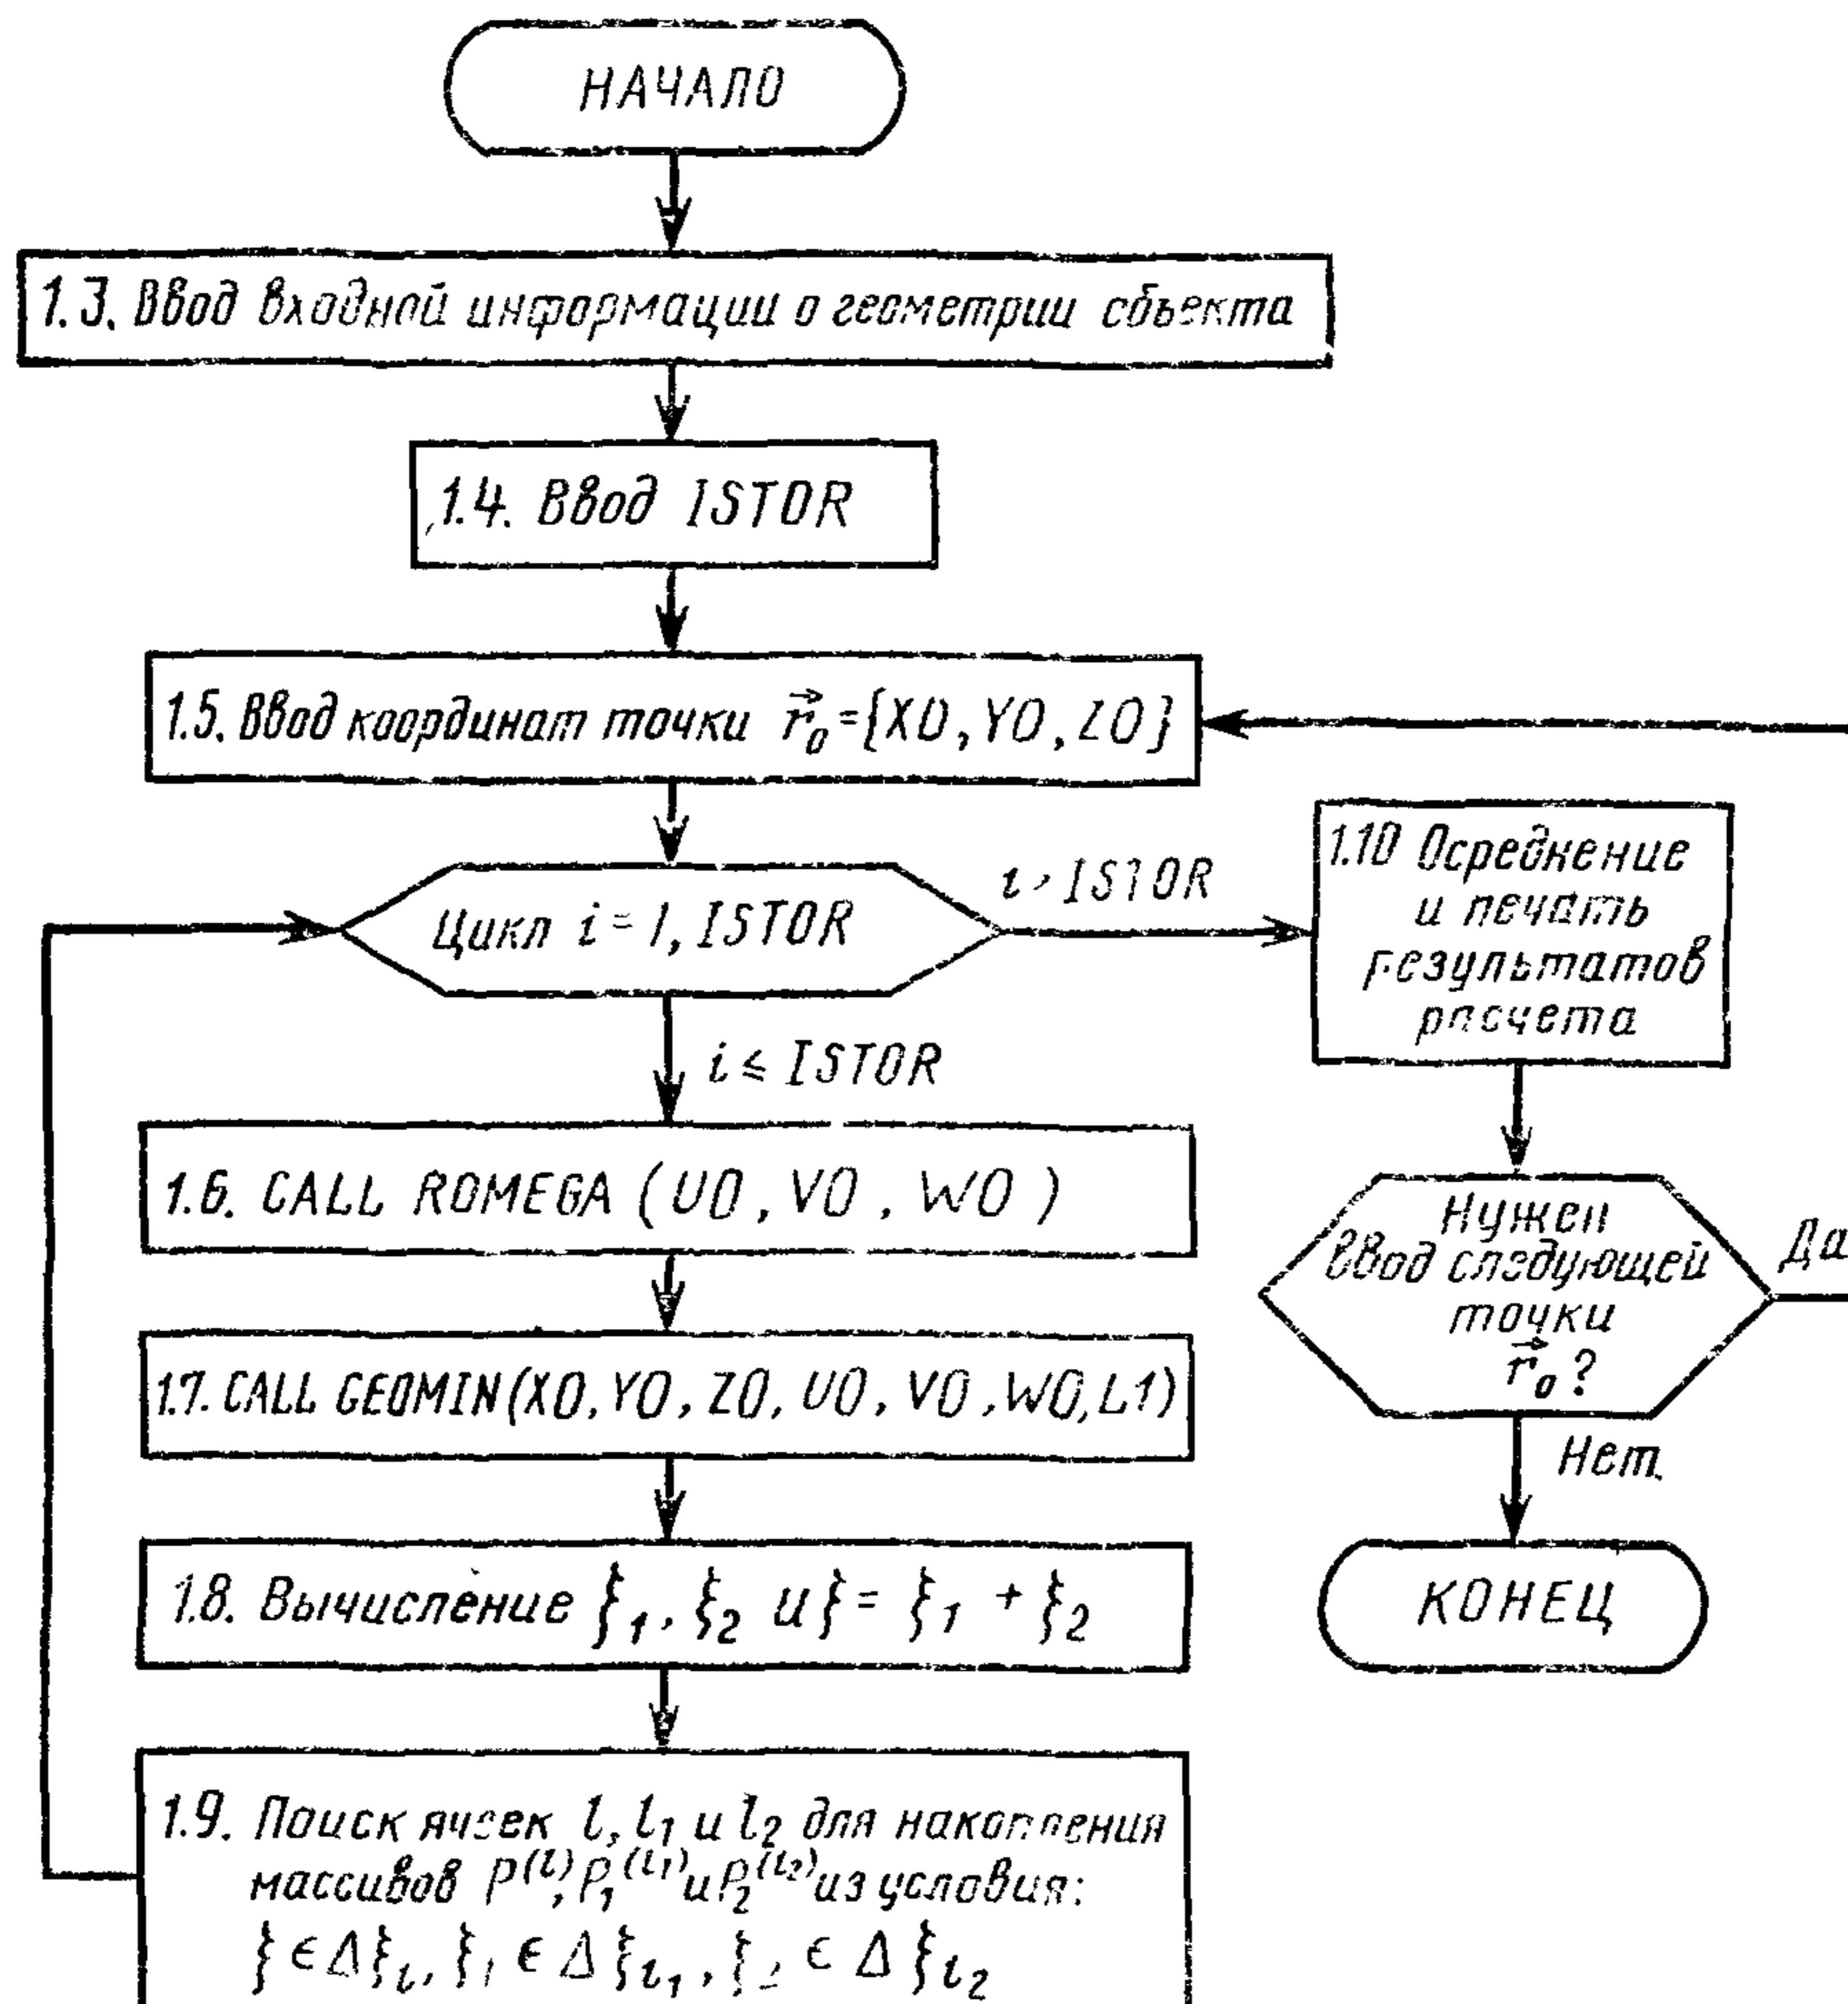 НАЧАЛО
1.3. Ввод входной информации о геометрии объекта
1.4. Ввод ISTOR
1.5. Ввод координат точки r⃗₀={X0, Y0, Z0}
Цикл i=1, ISTOR
i > ISTOR
i ≤ ISTOR
1.6. CALL ROMEGA (U0, V0, W0)
1.7. CALL GEOMIN(X0, Y0, Z0, U0, V0, W0, L1)
1.8. Вычисление ξ₁, ξ₂ и ξ = ξ₁ + ξ₂
1.9. Поиск ячеек l, l₁ и l₂ для накопления
массивов P⁽ˡ⁾, P₁⁽ˡ¹⁾ и P₂⁽ˡ²⁾ из условия:
ξ ∈ Δξ_l, ξ₁ ∈ Δξ_l₁, ξ₂ ∈ Δξ_l₂
1.10 Осреднение
и печать
результатов
расчета
Нужен
ввод следующей
точки
r⃗₀?
Да
Нет
КОНЕЦ